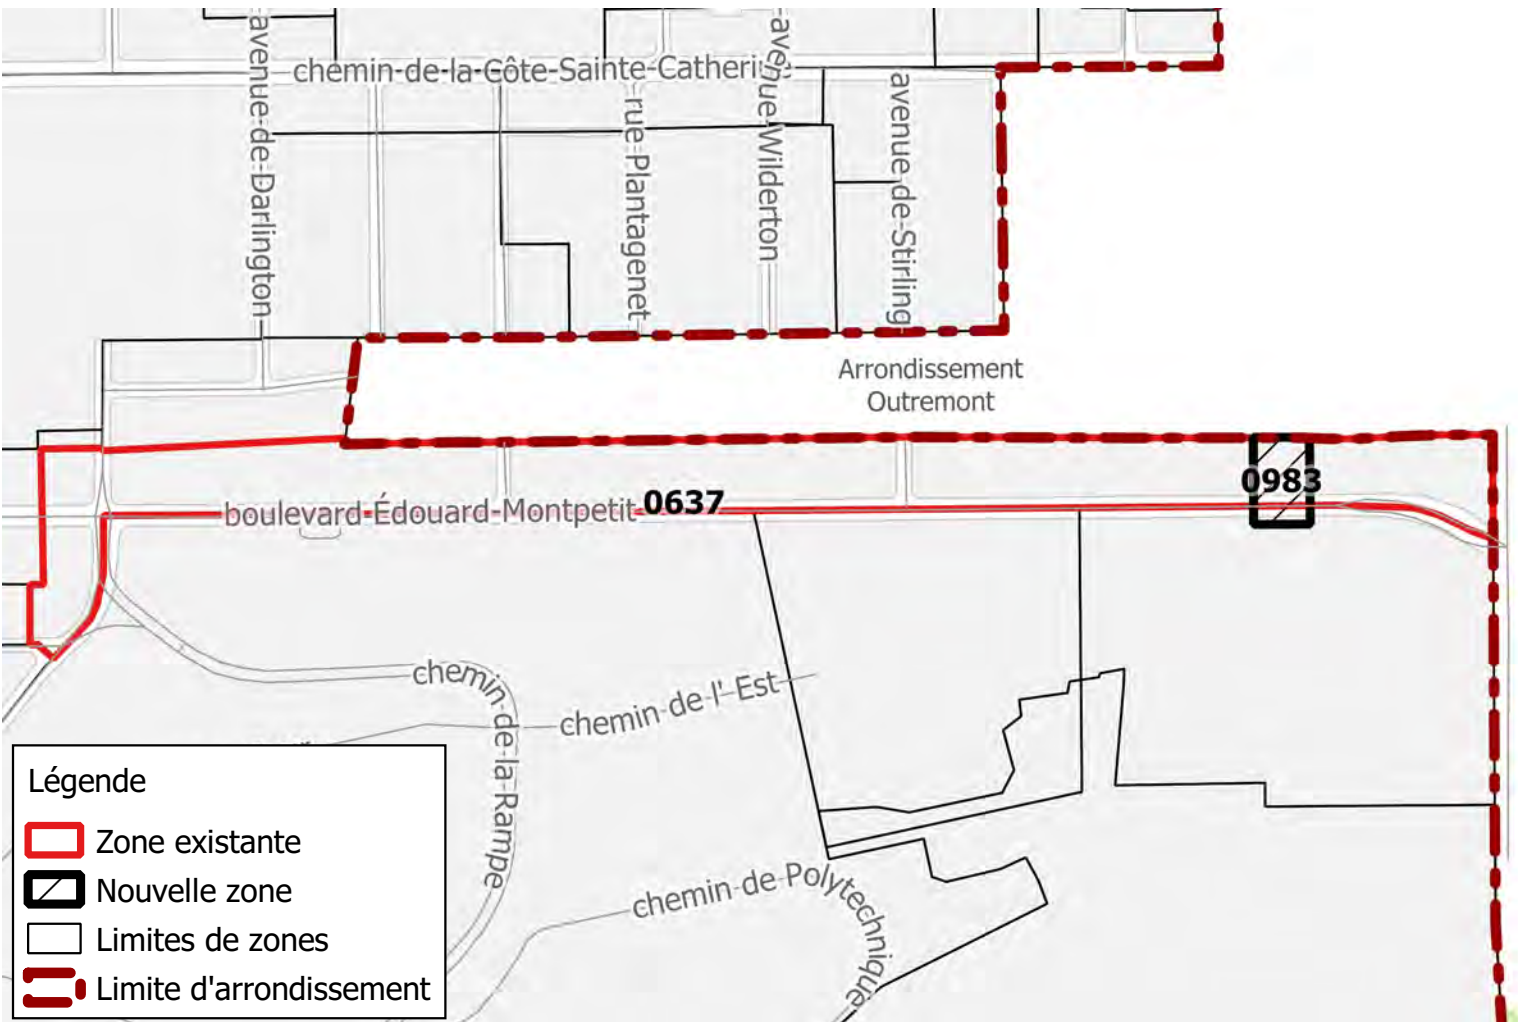 avenue-de-Darlington
chemin-de-la-Côte-Sainte-Catherine
rue Plantagenet
avenue Wilderton
avenue de-Stirling
Arrondissement
Outremont
0983
boulevard-Édouard-Montpetit
0637
chemin-de-la-Rampe
chemin-de-l'-Est
chemin-de-Polytechnique
Légende
Zone existante
Nouvelle zone
Limites de zones
Limite d'arrondissement